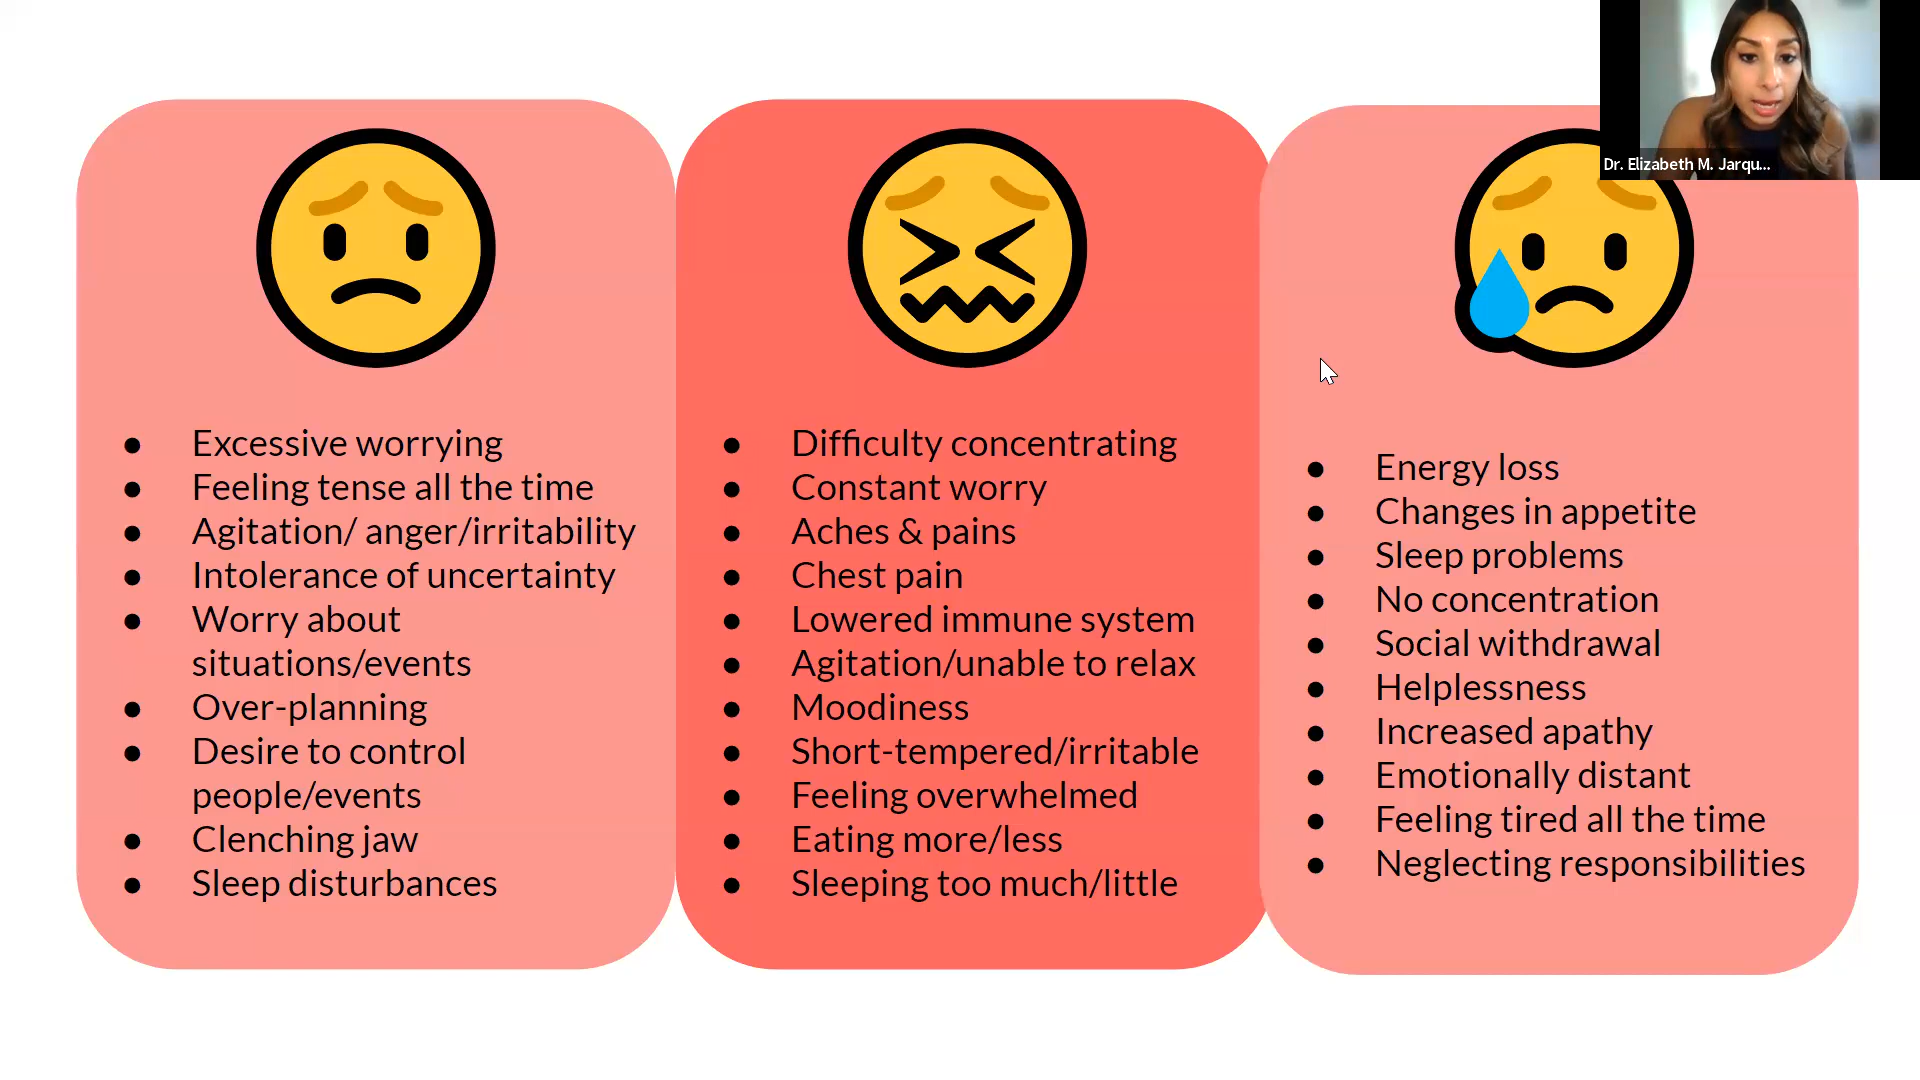 Dr. Elizabeth M. Jarqu...
● Excessive worrying
● Feeling tense all the time
● Agitation/ anger/irritability
● Intolerance of uncertainty
● Worry about
situations/events
● Over-planning
● Desire to control
people/events
● Clenching jaw
● Sleep disturbances
● Difficulty concentrating
● Constant worry
● Aches & pains
● Chest pain
● Lowered immune system
● Agitation/unable to relax
● Moodiness
● Short-tempered/irritable
● Feeling overwhelmed
● Eating more/less
● Sleeping too much/little
● Energy loss
● Changes in appetite
● Sleep problems
● No concentration
● Social withdrawal
● Helplessness
● Increased apathy
● Emotionally distant
● Feeling tired all the time
● Neglecting responsibilities